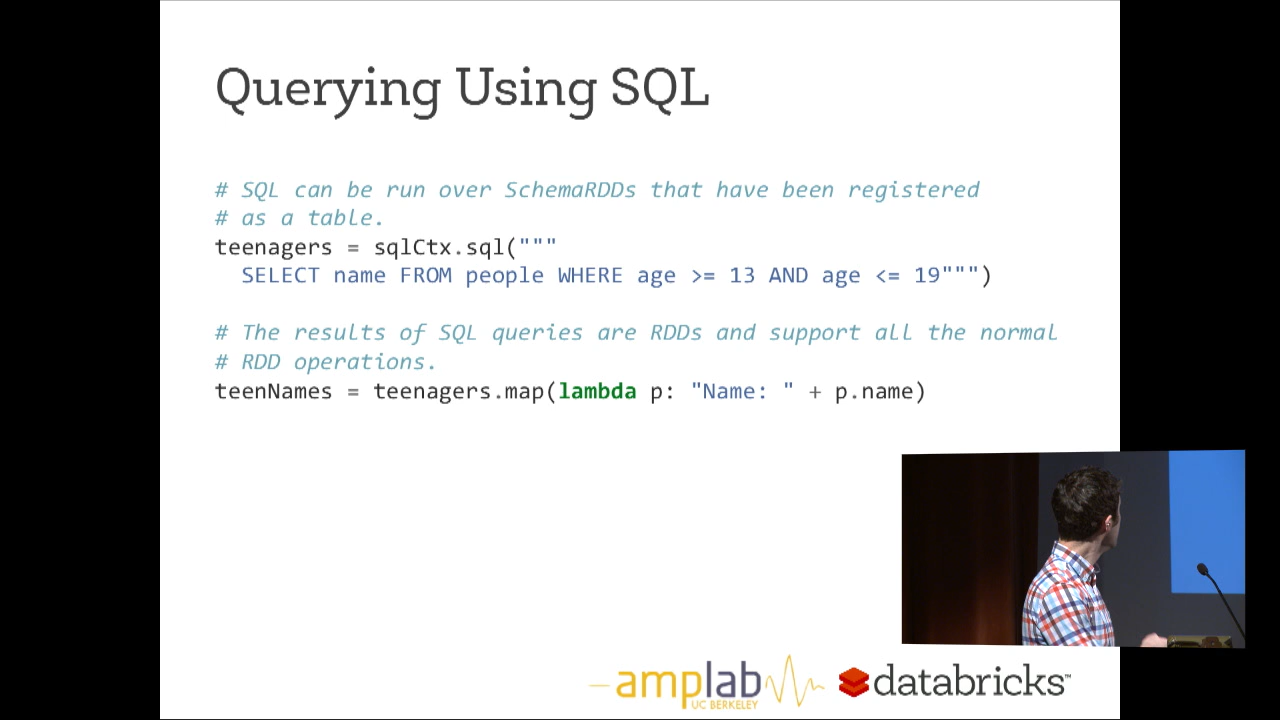 Querying Using SQL
# SQL can be run over SchemaRDDs that have been registered
# as a table.
teenagers = sqlCtx.sql("""
  SELECT name FROM people WHERE age >= 13 AND age <= 19""")
# The results of SQL queries are RDDs and support all the normal
# RDD operations.
teenNames = teenagers.map(lambda p: "Name: " + p.name)
amplab
UC BERKELEY
databricks™